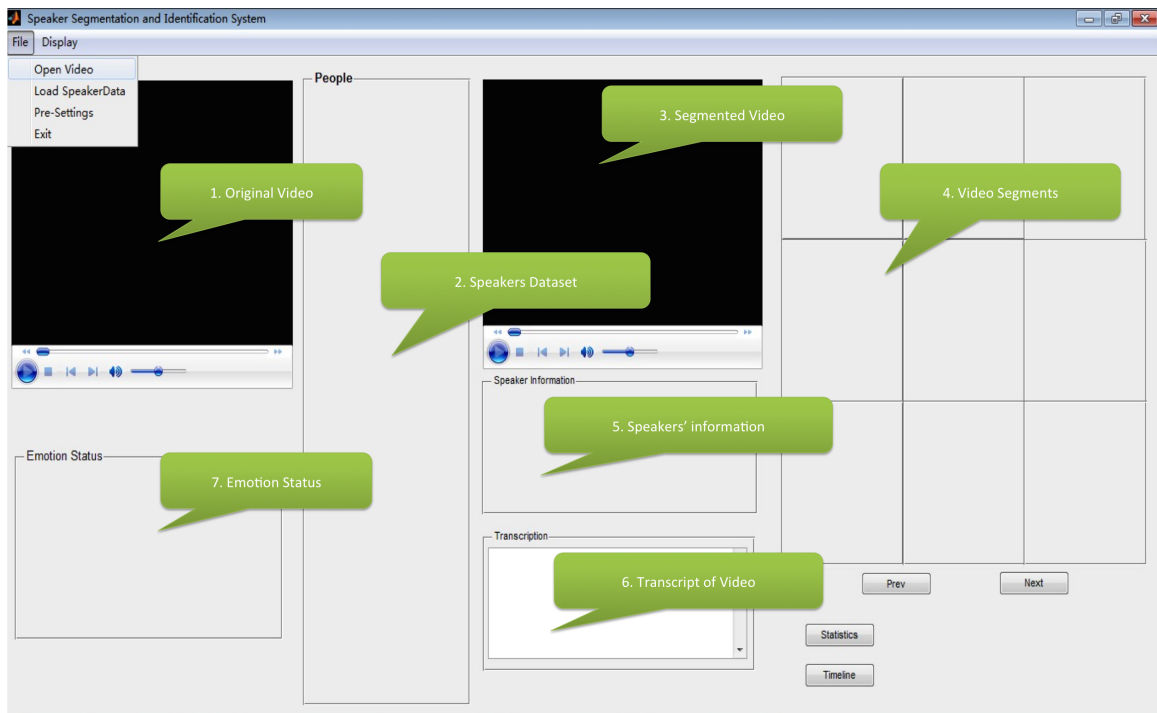 Speaker Segmentation and Identification System
File Display
Open Video
Load SpeakerData
Pre-Settings
Exit
People
1. Original Video
2. Speakers Dataset
3. Segmented Video
4. Video Segments
Speaker Information
5. Speakers' information
Emotion Status
7. Emotion Status
Transcription
6. Transcript of Video
Prev
Next
Statistics
Timeline